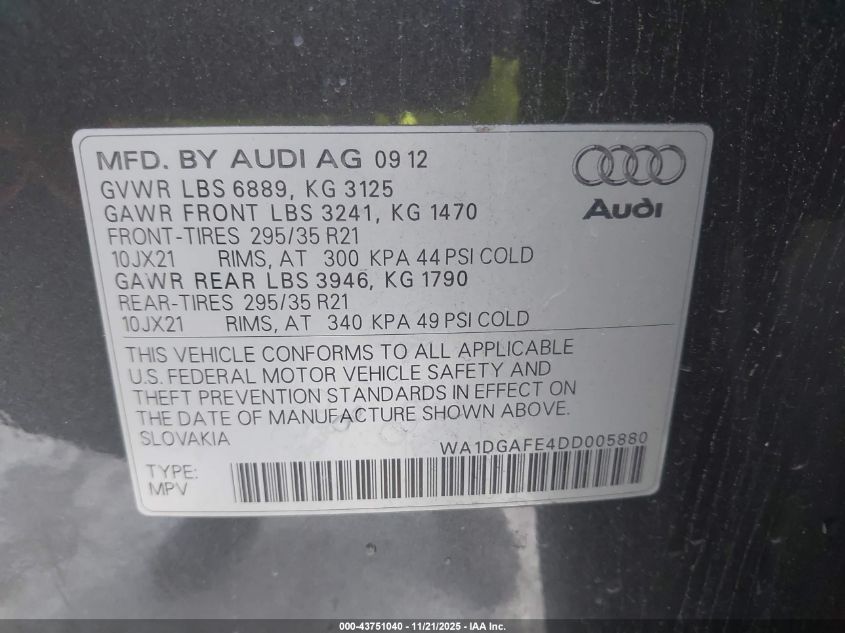 MFD. BY AUDI AG 09 12
GVWR LBS 6889, KG 3125
GAWR FRONT LBS 3241, KG 1470
FRONT-TIRES 295/35 R21
10JX21 RIMS, AT 300 KPA 44 PSI COLD
GAWR REAR LBS 3946, KG 1790
REAR-TIRES 295/35 R21
10JX21 RIMS, AT 340 KPA 49 PSI COLD
Audi
THIS VEHICLE CONFORMS TO ALL APPLICABLE
U.S. FEDERAL MOTOR VEHICLE SAFETY AND
THEFT PREVENTION STANDARDS IN EFFECT ON
THE DATE OF MANUFACTURE SHOWN ABOVE.
SLOVAKIA
WA1DGAFE4DD005880
TYPE:
MPV
000-43751040 - 11/21/2025 - IAA Inc.